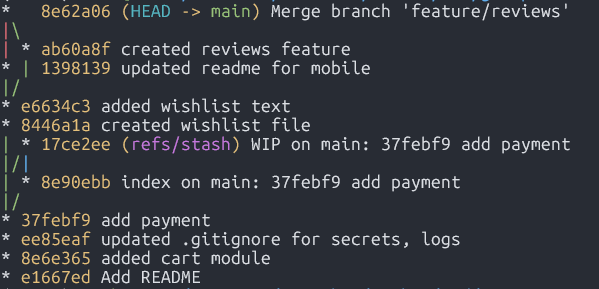 *   8e62a06 (HEAD -> main) Merge branch 'feature/reviews'
|\
| * ab60a8f created reviews feature
* | 1398139 updated readme for mobile
|/
* e6634c3 added wishlist text
* 8446a1a created wishlist file
| * 17ce2ee (refs/stash) WIP on main: 37febf9 add payment
|/|
| * 8e90ebb index on main: 37febf9 add payment
|/
* 37febf9 add payment
* ee85eaf updated .gitignore for secrets, logs
* 8e6e365 added cart module
* e1667ed Add README